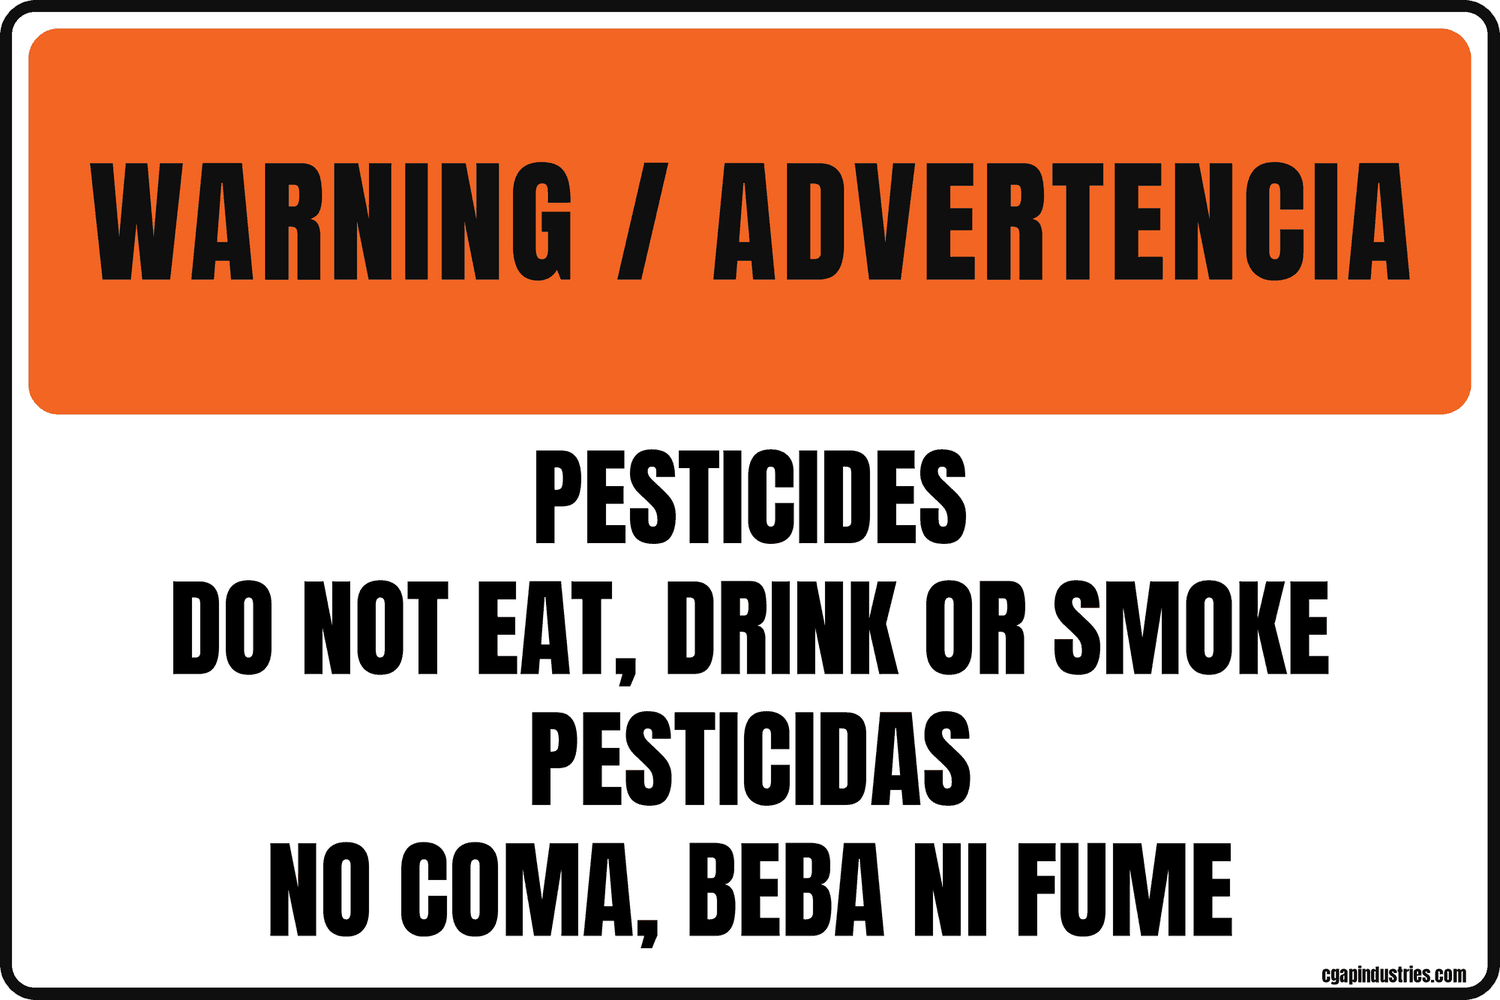 WARNING / ADVERTENCIA
PESTICIDES
DO NOT EAT, DRINK OR SMOKE
PESTICIDAS
NO COMA, BEBA NI FUME
cgapindustries.com